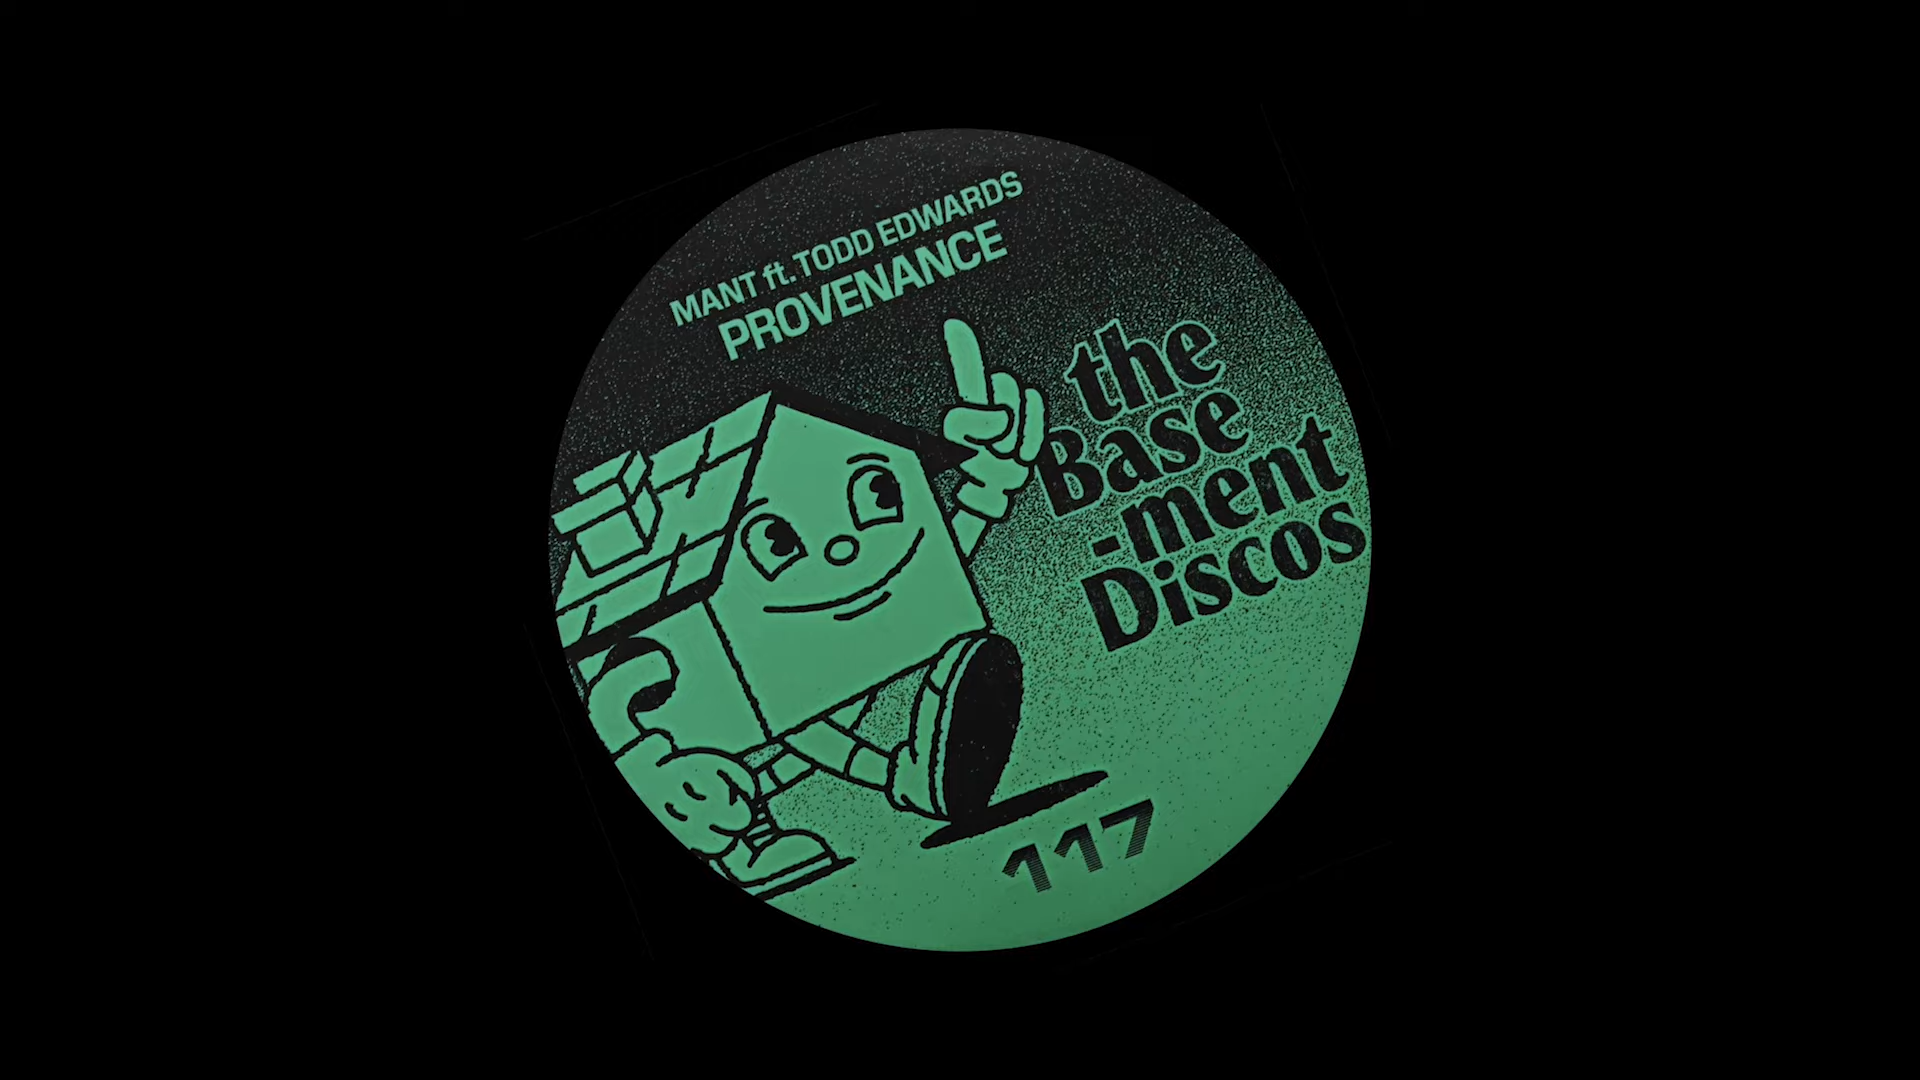 MANT ft. TODD EDWARDS
PROVENANCE
the
Base
-ment
Discos
117